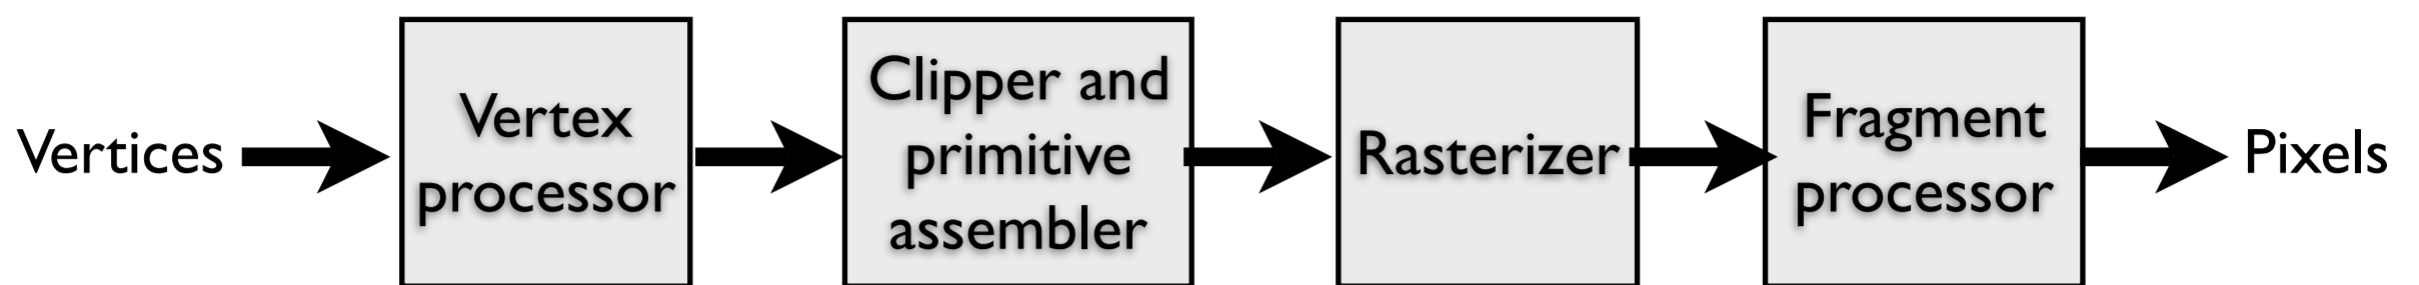 Vertices
Vertex
processor
Clipper and
primitive
assembler
Rasterizer
Fragment
processor
Pixels